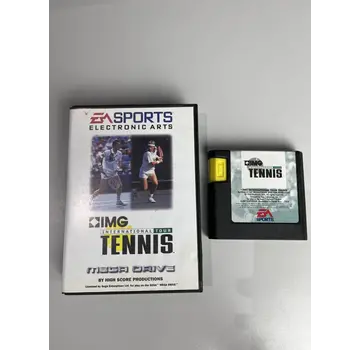 EA SPORTS
ELECTRONIC ARTS
IMG
INTERNATIONAL TOUR
TENNIS
MEGA DRIVE
BY HIGH SCORE PRODUCTIONS
IMG
TENNIS
EA SPORTS